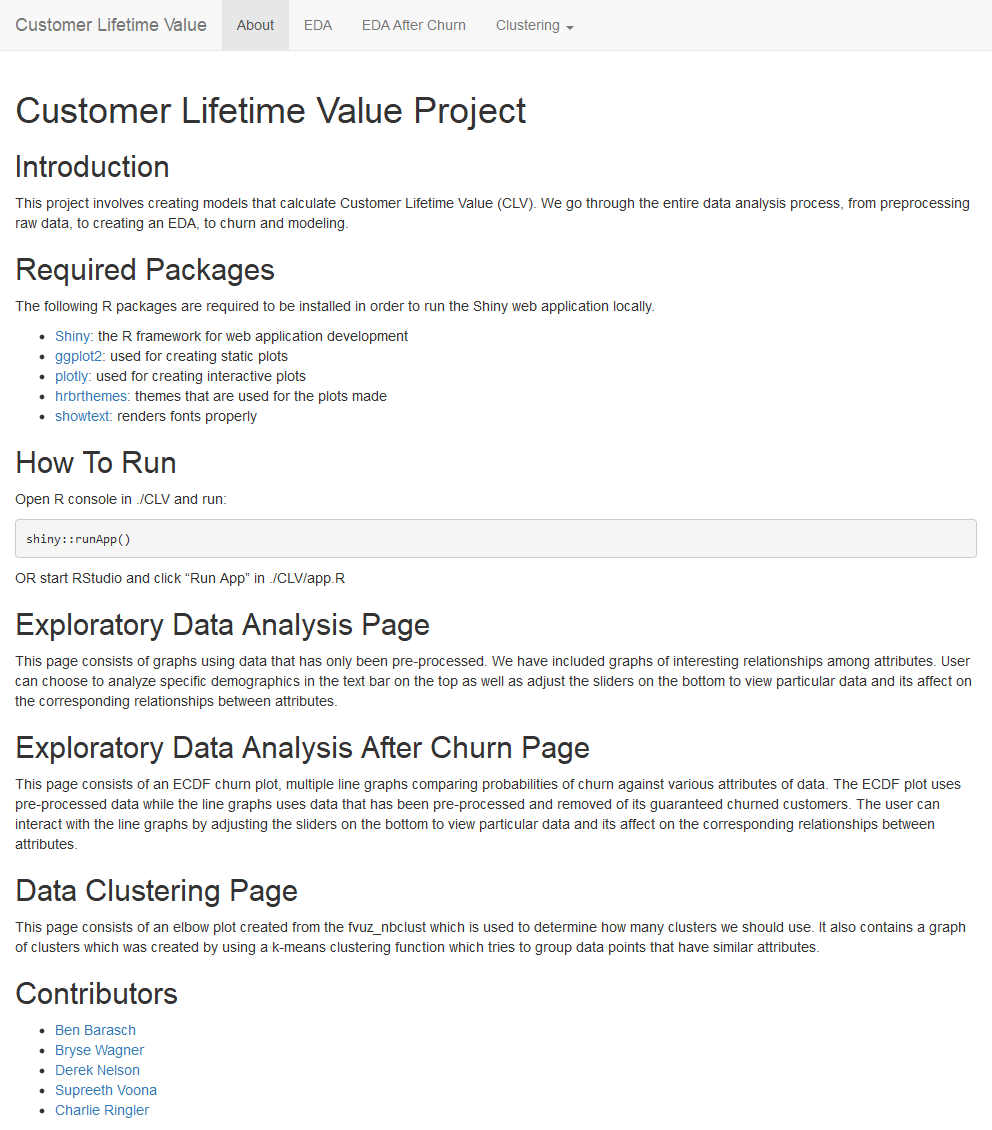 Customer Lifetime Value About EDA EDA After Churn Clustering
Customer Lifetime Value Project
Introduction
This project involves creating models that calculate Customer Lifetime Value (CLV). We go through the entire data analysis process, from preprocessing
raw data, to creating an EDA, to churn and modeling.
Required Packages
The following R packages are required to be installed in order to run the Shiny web application locally.
• Shiny: the R framework for web application development
• ggplot2: used for creating static plots
• plotly: used for creating interactive plots
• hrbrthemes: themes that are used for the plots made
• showtext: renders fonts properly
How To Run
Open R console in ./CLV and run:
shiny::runApp()
OR start RStudio and click “Run App” in ./CLV/app.R
Exploratory Data Analysis Page
This page consists of graphs using data that has only been pre-processed. We have included graphs of interesting relationships among attributes. User
can choose to analyze specific demographics in the text bar on the top as well as adjust the sliders on the bottom to view particular data and its affect on
the corresponding relationships between attributes.
Exploratory Data Analysis After Churn Page
This page consists of an ECDF churn plot, multiple line graphs comparing probabilities of churn against various attributes of data. The ECDF plot uses
pre-processed data while the line graphs uses data that has been pre-processed and removed of its guaranteed churned customers. The user can
interact with the line graphs by adjusting the sliders on the bottom to view particular data and its affect on the corresponding relationships between
attributes.
Data Clustering Page
This page consists of an elbow plot created from the fvuz_nbclust which is used to determine how many clusters we should use. It also contains a graph
of clusters which was created by using a k-means clustering function which tries to group data points that have similar attributes.
Contributors
• Ben Barasch
• Bryse Wagner
• Derek Nelson
• Supreeth Voona
• Charlie Ringler